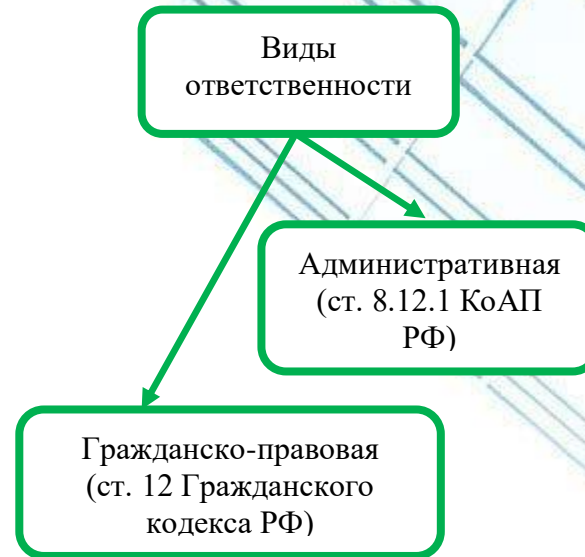 Виды
ответственности
Административная
(ст. 8.12.1 КоАП
РФ)
Гражданско-правовая
(ст. 12 Гражданского
кодекса РФ)